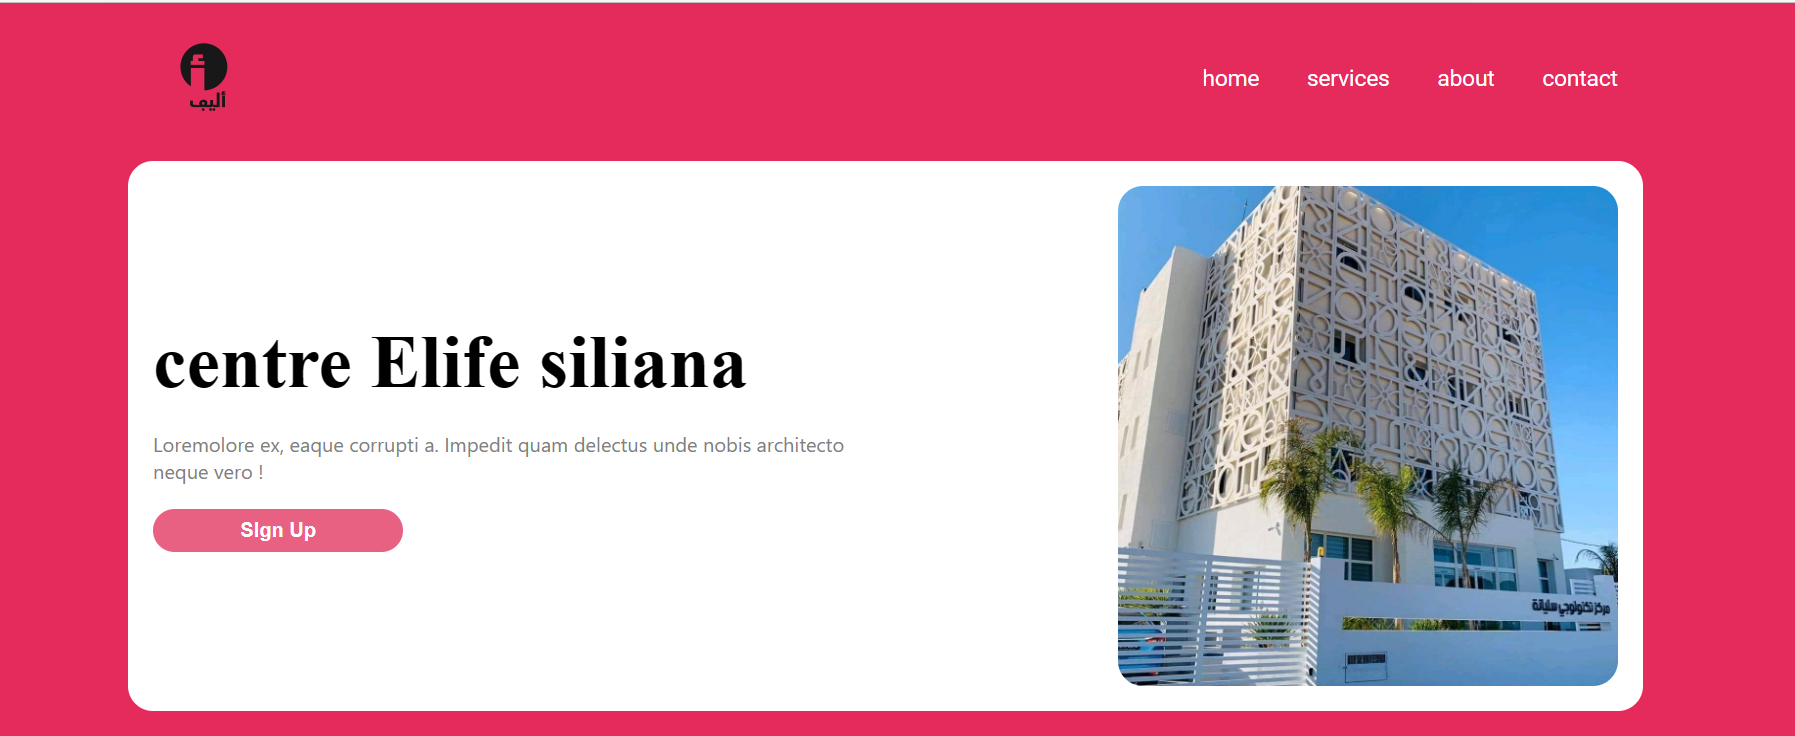 أليف
home services about contact
centre Elife siliana
Loremolore ex, eaque corrupti a. Impedit quam delectus unde nobis architecto
neque vero !
SIgn Up
مركز تكنولوجي سليانة